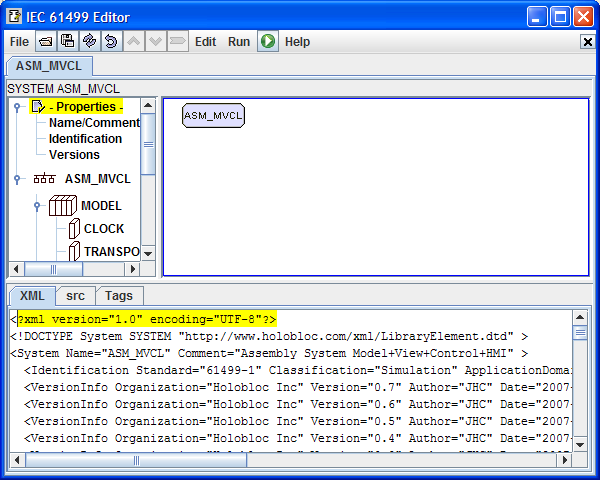 IEC 61499 Editor
File Edit Run Help
ASM_MVCL
SYSTEM ASM_MVCL
- Properties -
Name/Comment
Identification
Versions
ASM_MVCL
MODEL
CLOCK
TRANSPO
ASM_MVCL
XML src Tags
<?xml version="1.0" encoding="UTF-8"?>
<!DOCTYPE System SYSTEM "http://www.holobloc.com/xml/LibraryElement.dtd" >
<System Name="ASM_MVCL" Comment="Assembly System Model+View+Control+HMI" >
<Identification Standard="61499-1" Classification="Simulation" ApplicationDomai
<VersionInfo Organization="Holobloc Inc" Version="0.7" Author="JHC" Date="2007-
<VersionInfo Organization="Holobloc Inc" Version="0.6" Author="JHC" Date="2007-
<VersionInfo Organization="Holobloc Inc" Version="0.5" Author="JHC" Date="2007-
<VersionInfo Organization="Holobloc Inc" Version="0.4" Author="JHC" Date="2007-